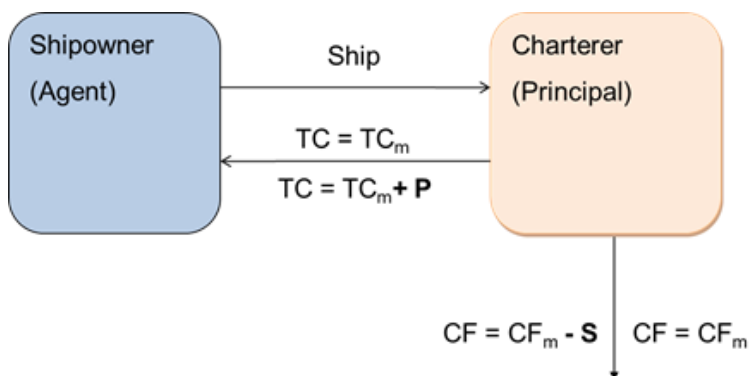 Shipowner
(Agent)
Ship
Charterer
(Principal)
TC = TCₘ
TC = TCₘ+ P
CF = CFₘ - S
CF = CFₘ